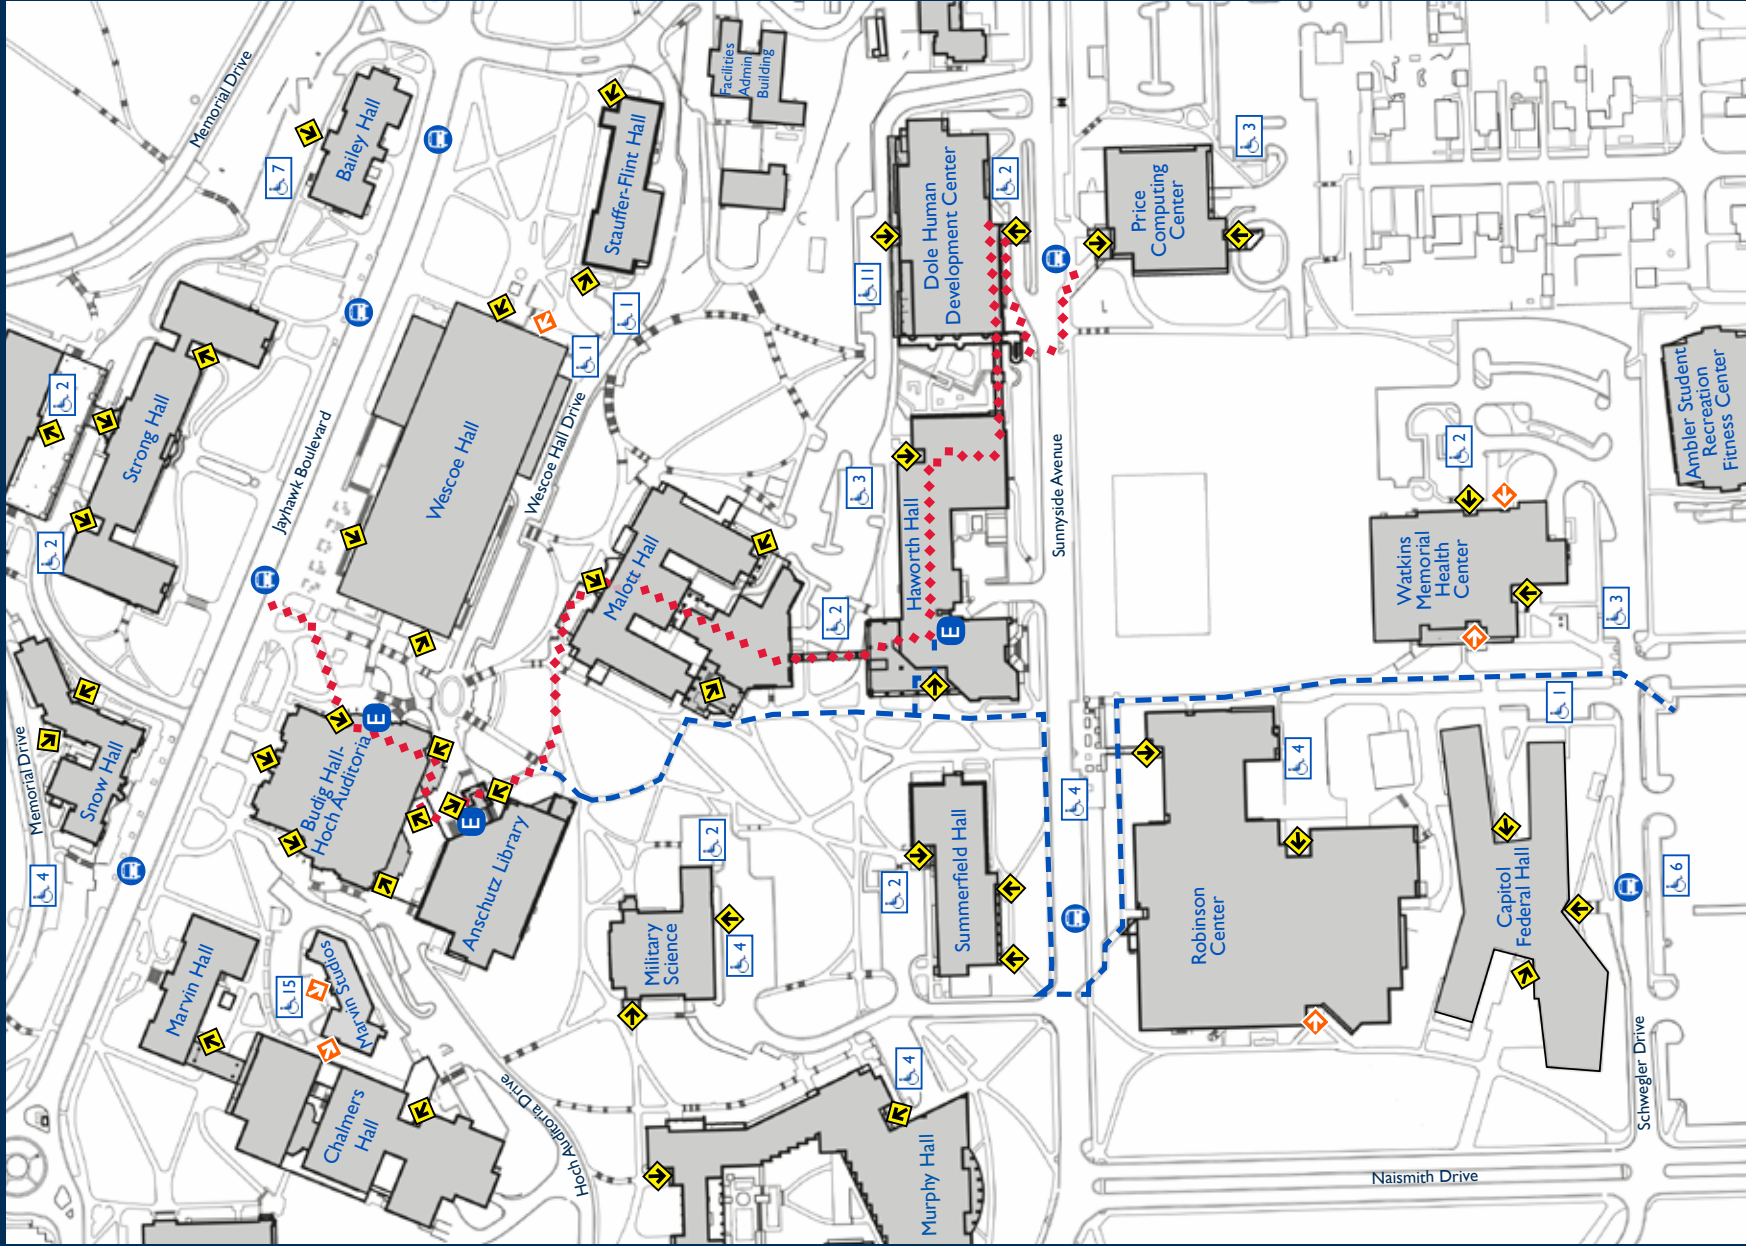 Memorial Drive
Bailey Hall
7
Stauffer-Flint Hall
Facilities
Admin
Building
Dole Human
Development Center
2
11
Price
Computing
Center
3
Strong Hall
2
2
Jayhawk Boulevard
Wescoe Hall
Wescoe Hall Drive
1
1
Malott Hall
3
2
Haworth Hall
E
Sunnyside Avenue
Ambler Student
Recreation
Fitness Center
Watkins
Memorial
Health
Center
2
3
Memorial Drive
Snow Hall
4
Budig Hall-
Hoch Auditoria
E
E
Anschutz Library
Marvin Hall
Marvin Studios
15
Chalmers
Hall
Hoch Auditoria Drive
Military
Science
2
4
Summerfield Hall
2
4
Murphy Hall
4
Robinson
Center
4
Capitol
Federal Hall
1
6
Schwegler Drive
Naismith Drive